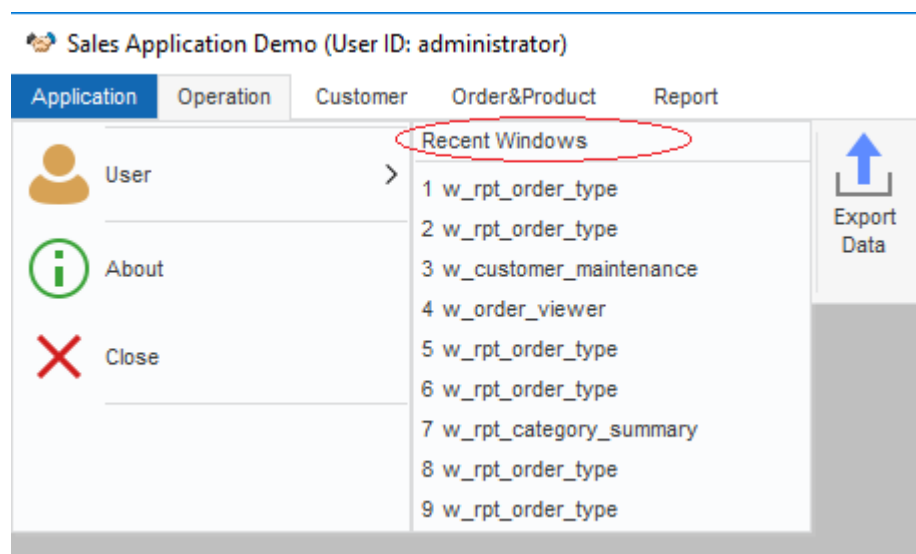 Sales Application Demo (User ID: administrator)
Application Operation Customer Order&Product Report
User
About
Close
Recent Windows
1 w_rpt_order_type
2 w_rpt_order_type
3 w_customer_maintenance
4 w_order_viewer
5 w_rpt_order_type
6 w_rpt_order_type
7 w_rpt_category_summary
8 w_rpt_order_type
9 w_rpt_order_type
Export
Data